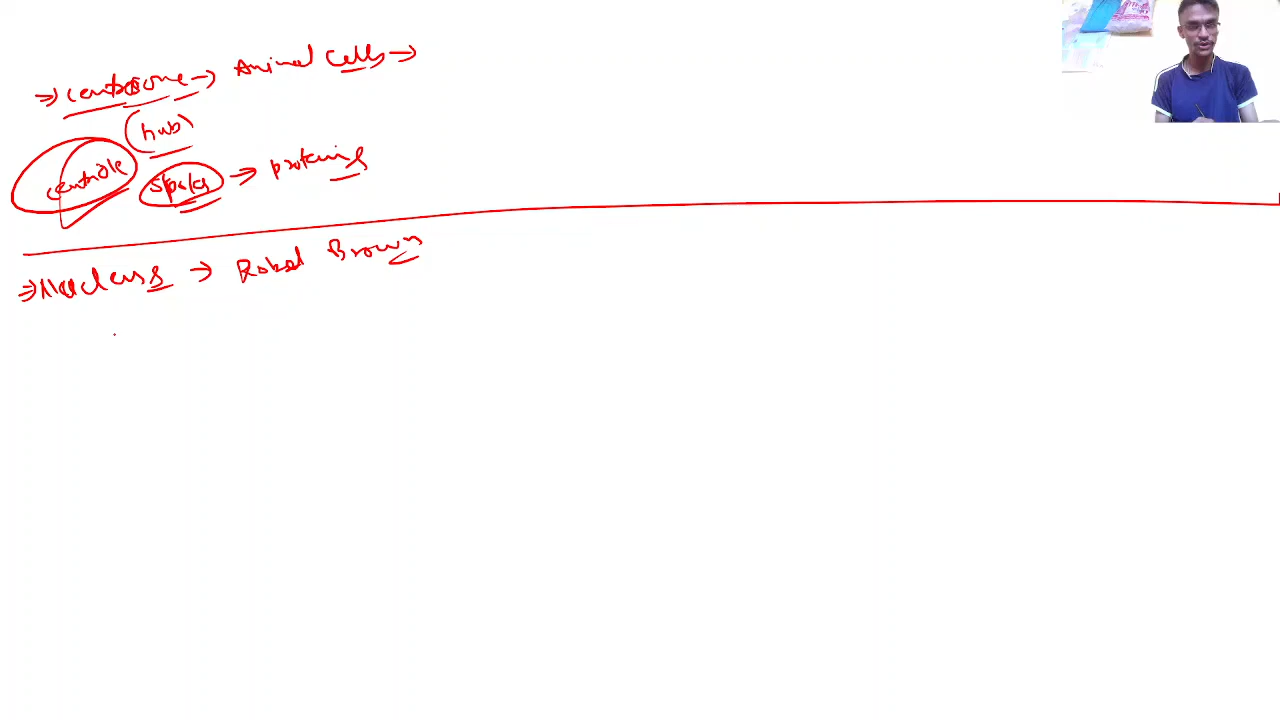 ⇒ centrosome → Animal cells →
(hub)
centriole spokes → proteins
⇒ Nucleus → Robert Brown